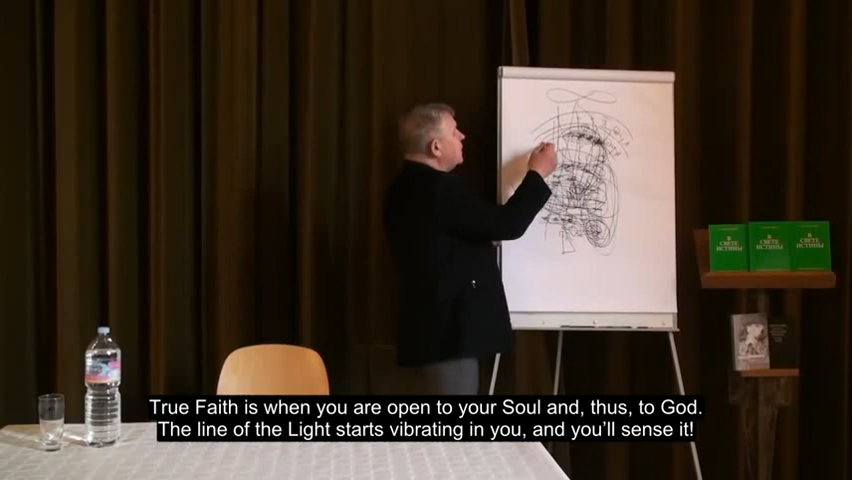 В
СВЕТЕ
ИСТИНЫ
В
СВЕТЕ
ИСТИНЫ
В
СВЕТЕ
ИСТИНЫ
True Faith is when you are open to your Soul and, thus, to God.
The line of the Light starts vibrating in you, and you’ll sense it!